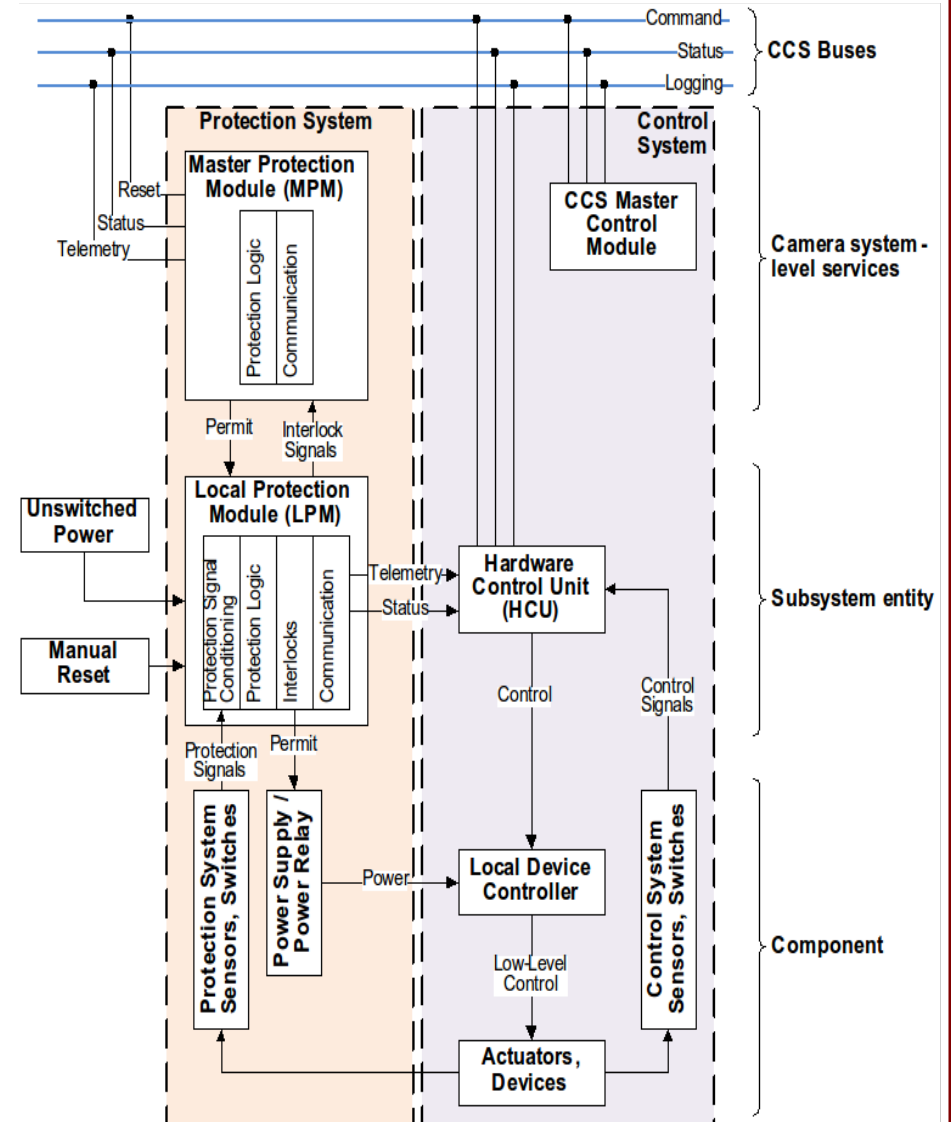 Command
Status
Logging
CCS Buses
Protection System
Control
System
Master Protection
Module (MPM)
Reset
Status
Telemetry
Protection Logic
Communication
CCS Master
Control
Module
Camera system -
level services
Permit
Interlock
Signals
Unswitched
Power
Manual
Reset
Local Protection
Module (LPM)
Protection Signal
Conditioning
Protection Logic
Interlocks
Communication
Telemetry
Status
Hardware
Control Unit
(HCU)
Subsystem entity
Control
Control
Signals
Protection
Signals
Permit
Protection System
Sensors, Switches
Power Supply /
Power Relay
Power
Local Device
Controller
Control System
Sensors, Switches
Component
Low-Level
Control
Actuators,
Devices